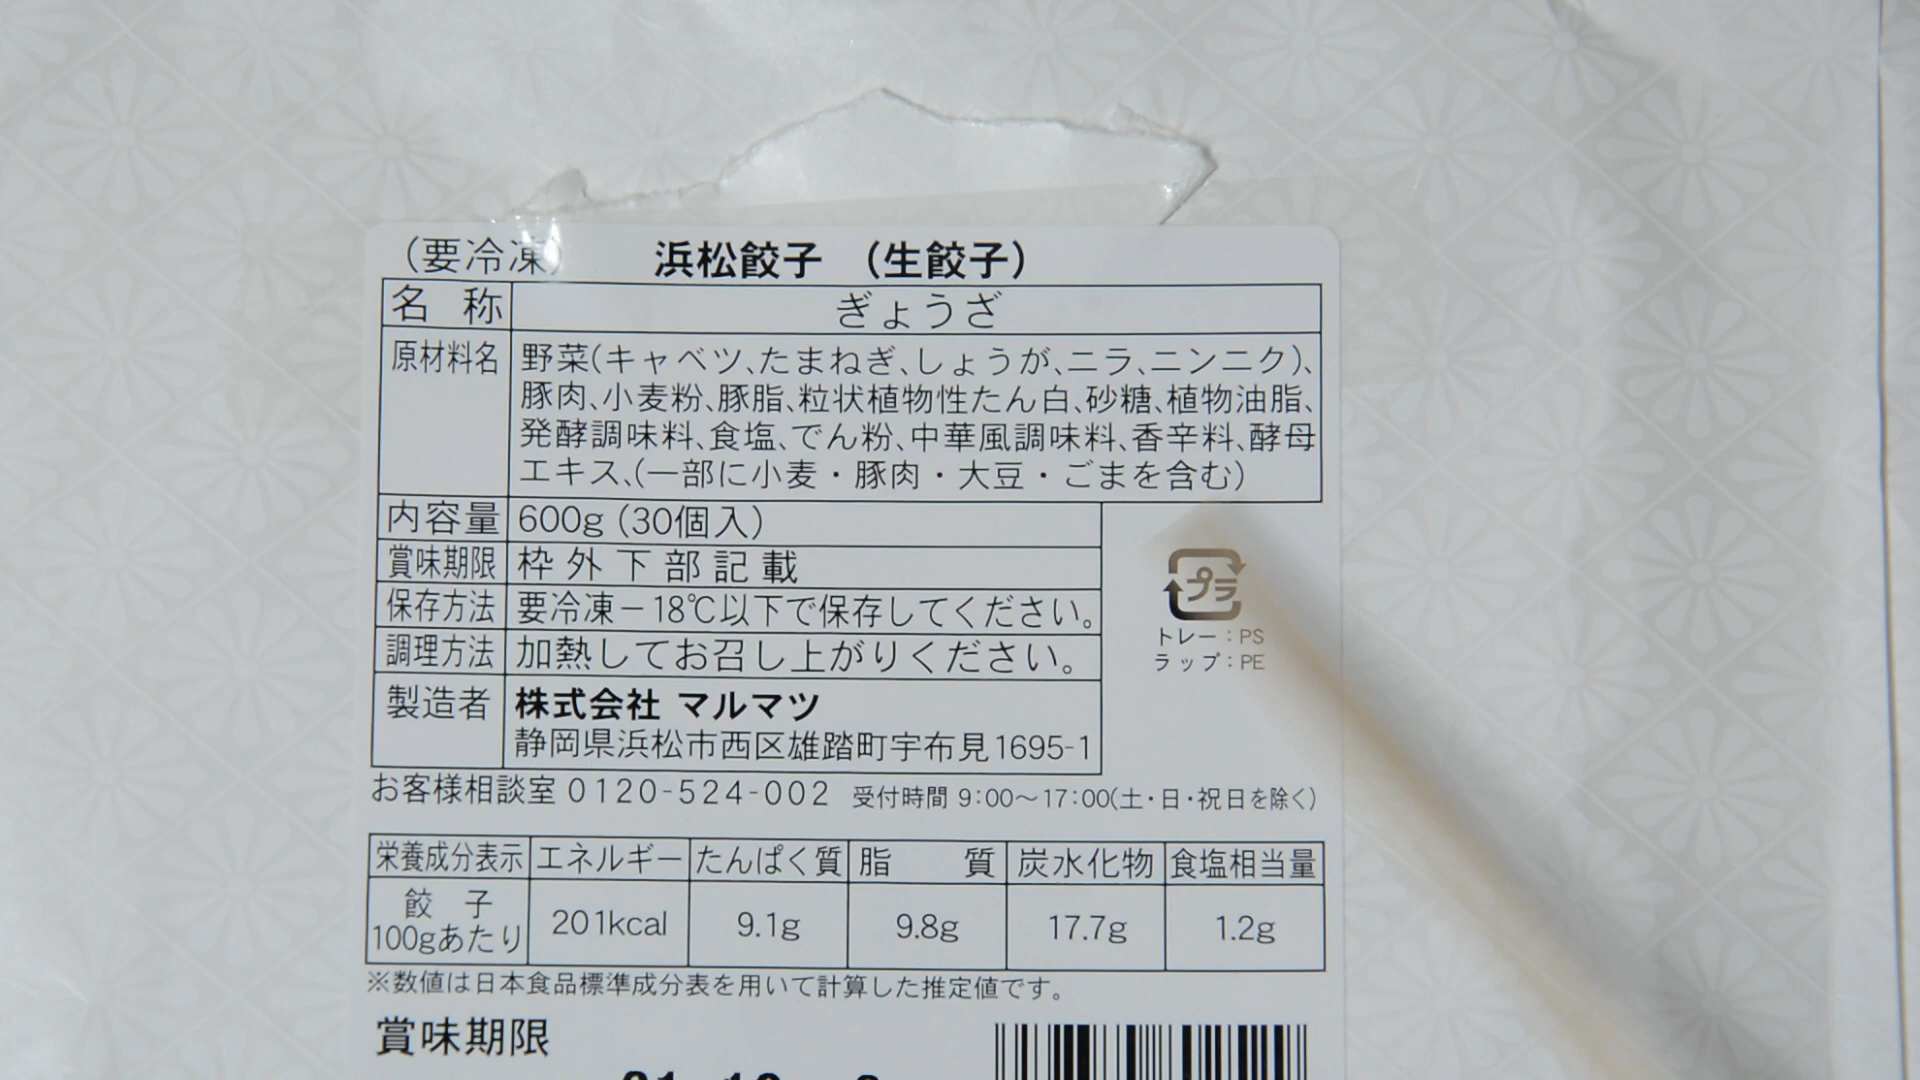 （要冷凍） 浜松餃子 （生餃子）
名 称 ぎょうざ
原材料名 野菜(キャベツ、たまねぎ、しょうが、ニラ、ニンニク)、
豚肉、小麦粉、豚脂、粒状植物性たん白、砂糖、植物油脂、
発酵調味料、食塩、でん粉、中華風調味料、香辛料、酵母
エキス、(一部に小麦・豚肉・大豆・ごまを含む)
内容量 600g (30個入)
賞味期限 枠外下部記載
保存方法 要冷凍－18℃以下で保存してください。
調理方法 加熱してお召し上がりください。
製造者 株式会社 マルマツ
静岡県浜松市西区雄踏町宇布見1695-1
プラ
トレー：PS
ラップ：PE
お客様相談室 0120-524-002 受付時間 9:00〜17:00(土・日・祝日を除く)
栄養成分表示 エネルギー たんぱく質 脂 質 炭水化物 食塩相当量
餃 子
100gあたり 201kcal 9.1g 9.8g 17.7g 1.2g
※数値は日本食品標準成分表を用いて計算した推定値です。
賞味期限